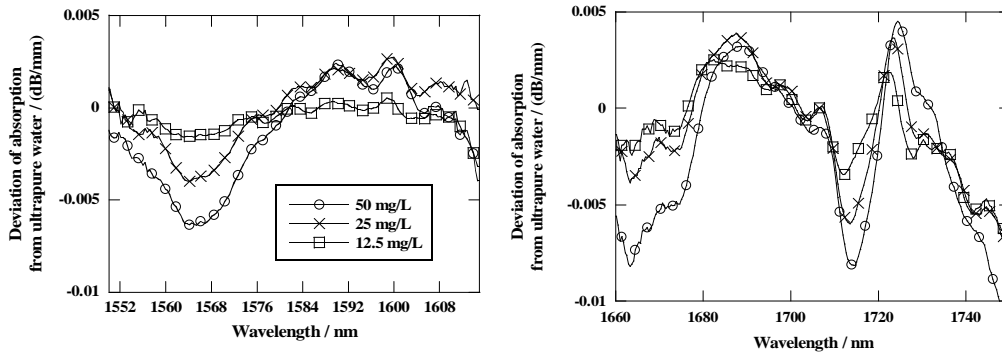 0.005
0
-0.005
-0.01
Deviation of absorption
from ultrapure water / (dB/mm)
50 mg/L
25 mg/L
12.5 mg/L
1552 1560 1568 1576 1584 1592 1600 1608
Wavelength / nm
0.005
0
-0.005
-0.01
Deviation of absorption
from ultrapure water / (dB/mm)
1660 1680 1700 1720 1740
Wavelength / nm